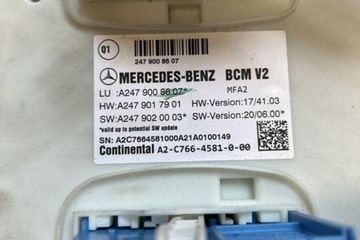 Q1
247 900 86 07
MERCEDES-BENZ BCM V2
LU :A247 900 86 07* MFA2
HW:A247 901 79 01 HW-Version:17/41.03
SW:A247 902 00 03* SW-Version:20/06.00*
*valid up to potential SW update
SN: A2C7664581000A21A0100149
Continental A2-C766-4581-0-00